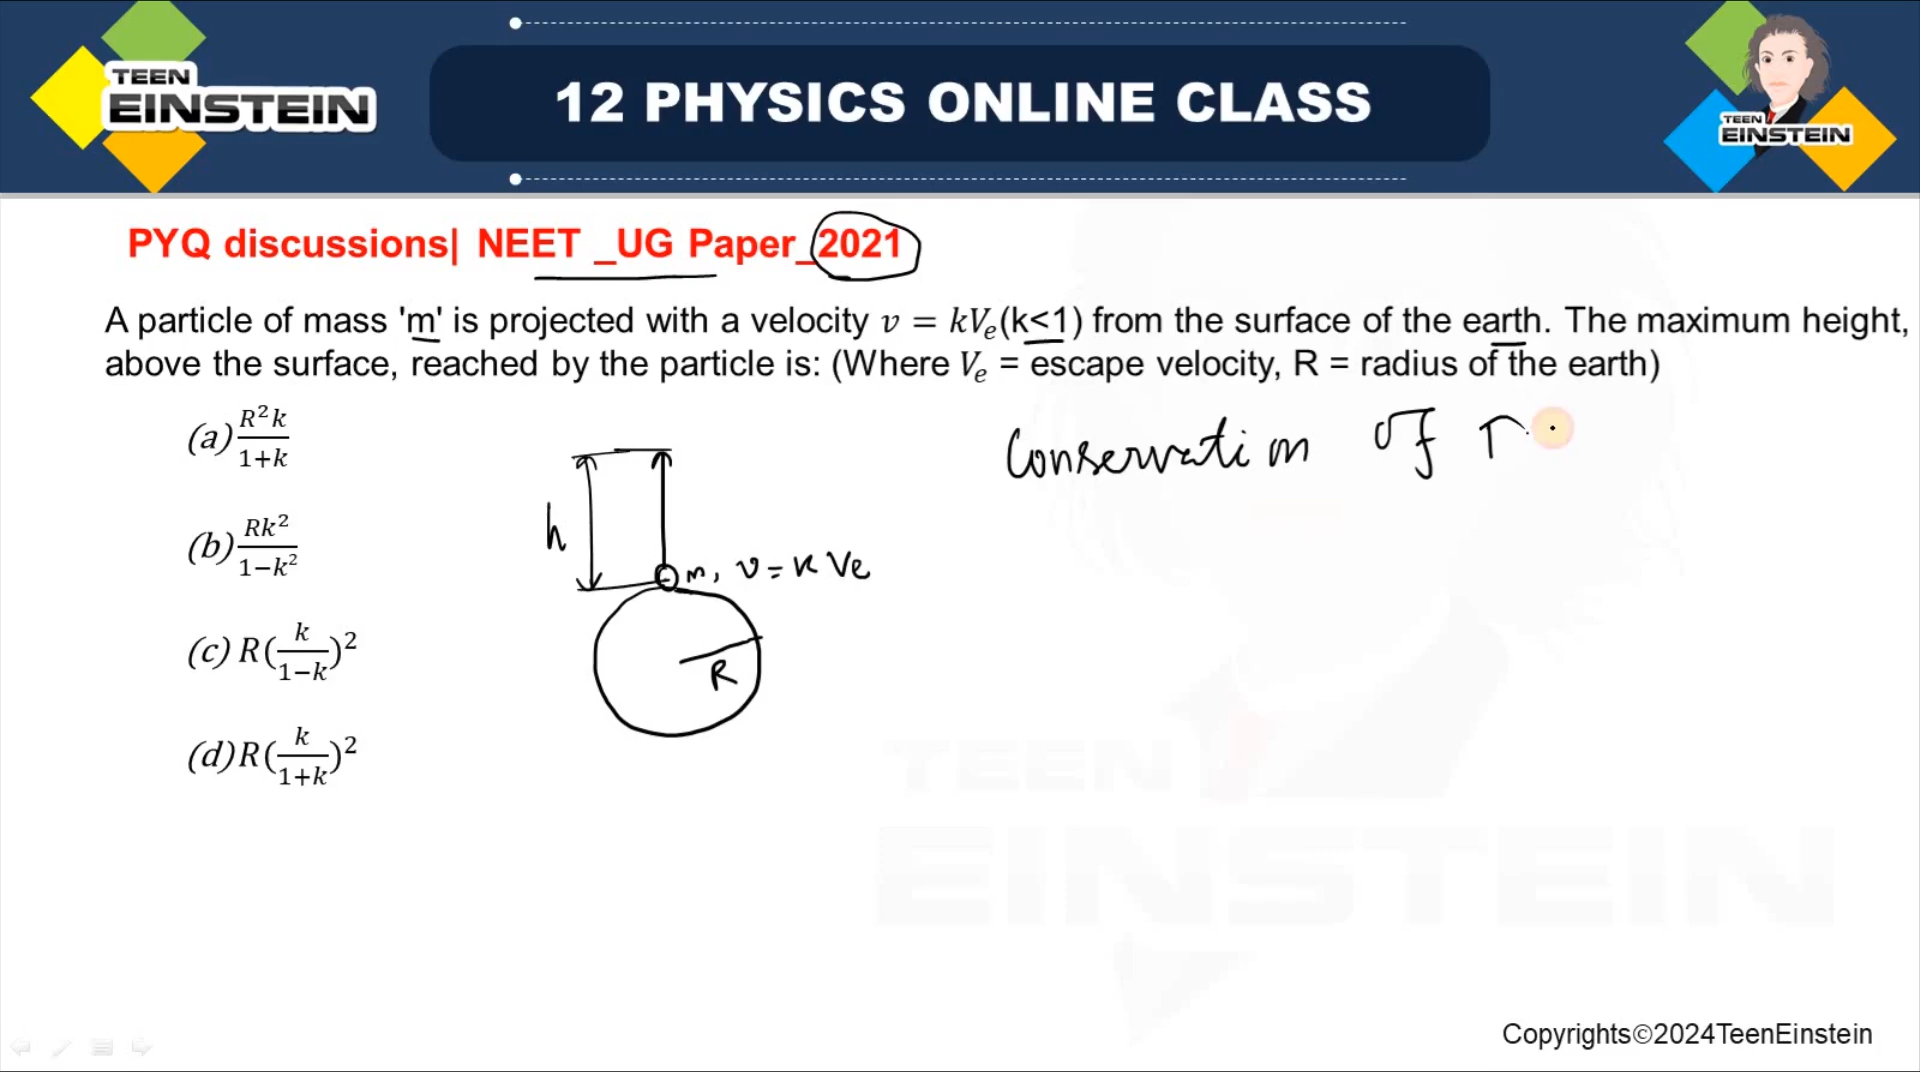 TEEN
EINSTEIN
12 PHYSICS ONLINE CLASS
TEEN
EINSTEIN
PYQ discussions| NEET _UG Paper_2021
A particle of mass 'm' is projected with a velocity v = kVₑ(k<1) from the surface of the earth. The maximum height,
above the surface, reached by the particle is: (Where Vₑ = escape velocity, R = radius of the earth)
(a) R²k/1+k
(b) Rk²/1−k²
(c) R(k/1−k)²
(d) R(k/1+k)²
Conservation of
h
m, v = k Ve
R
TEEN
EINSTEIN
Copyrights©2024TeenEinstein